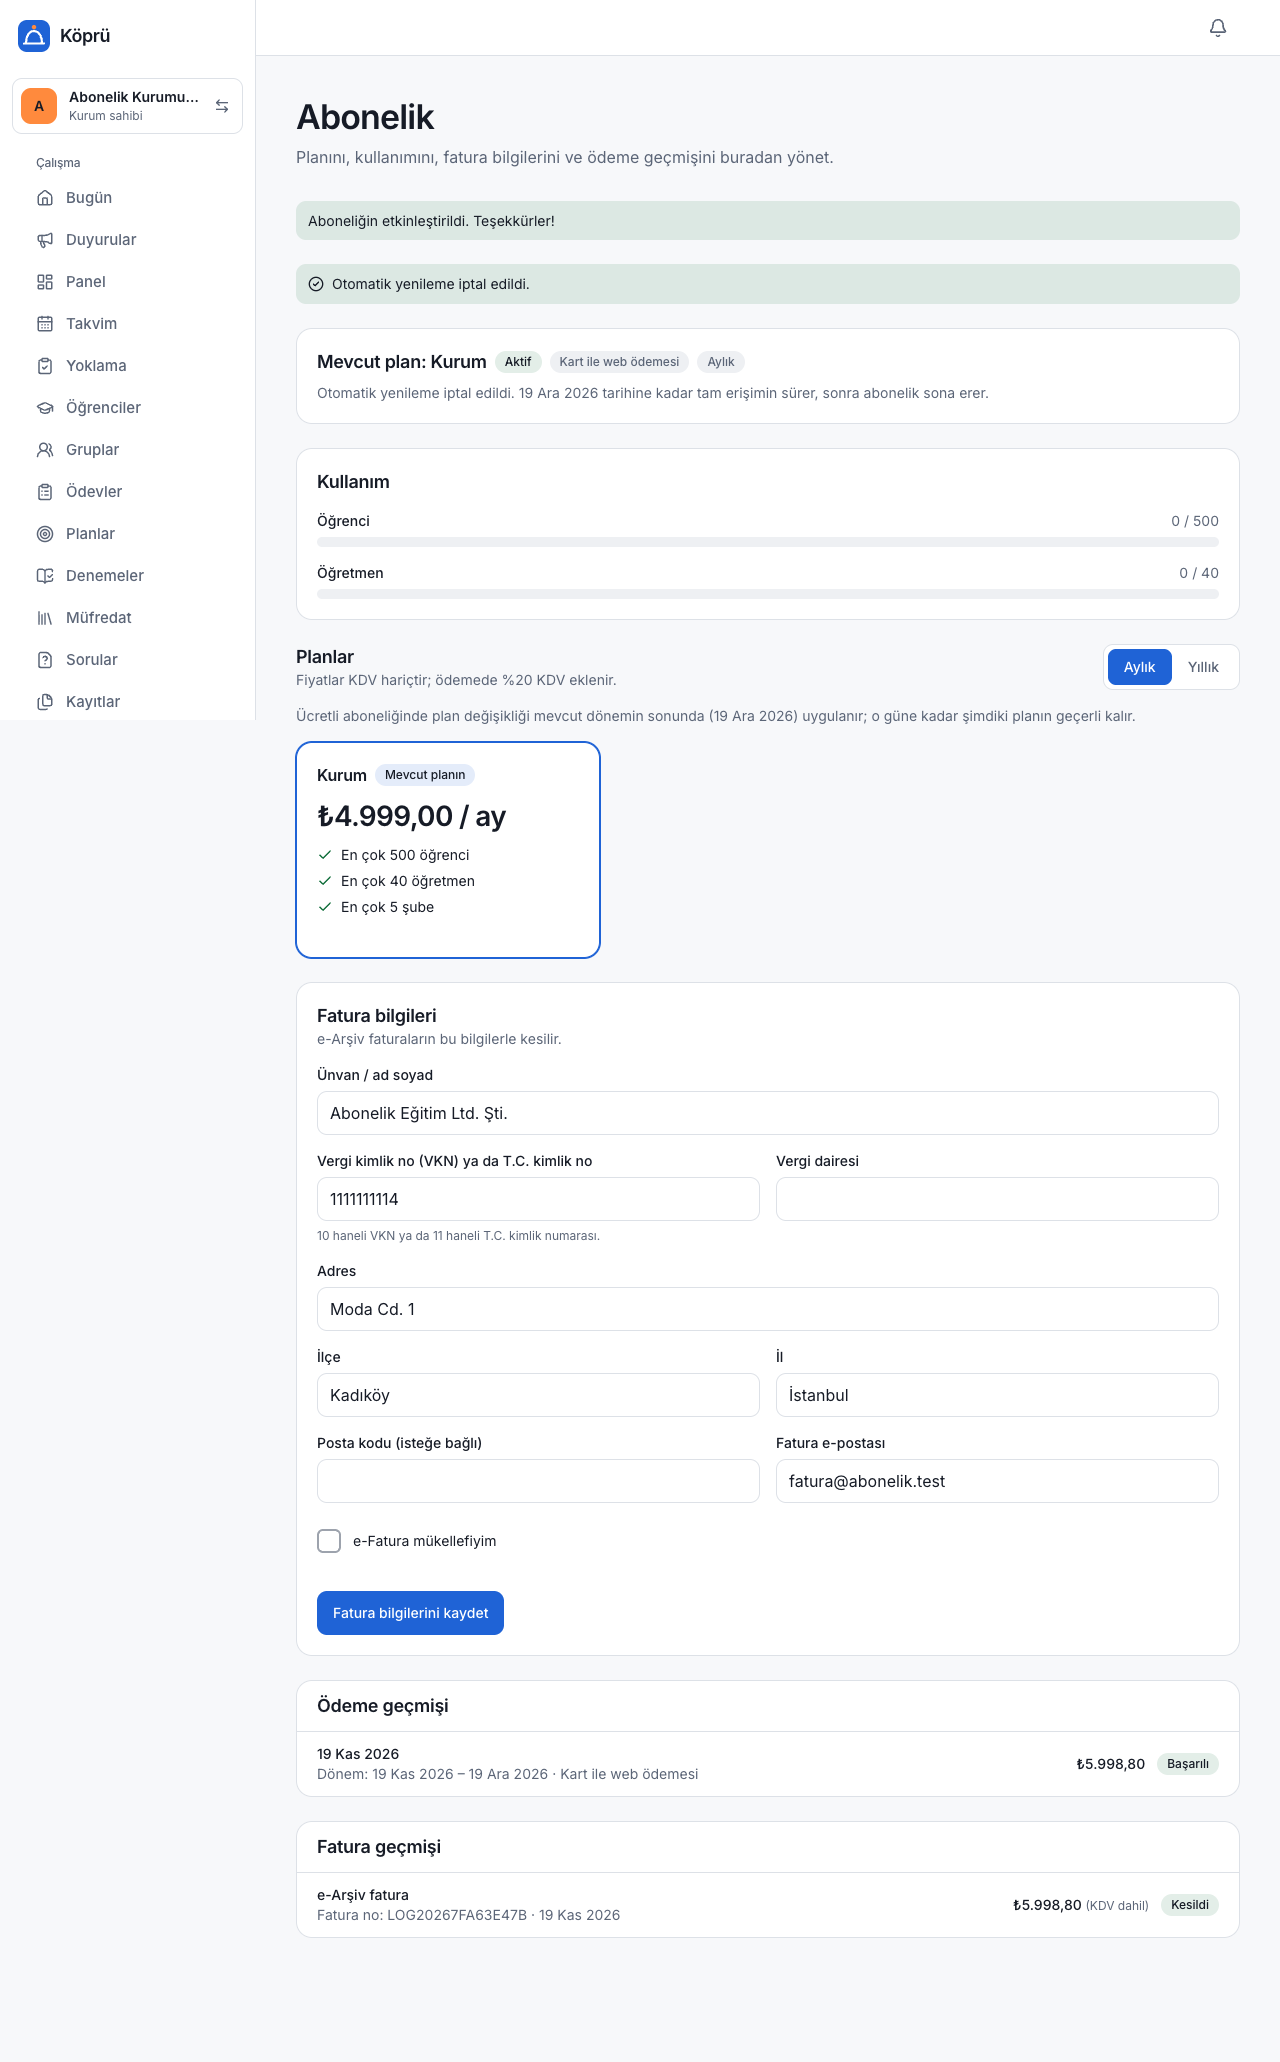 Köprü
A
Abonelik Kurumu...
Kurum sahibi
Çalışma
Bugün
Duyurular
Panel
Takvim
Yoklama
Öğrenciler
Gruplar
Ödevler
Planlar
Denemeler
Müfredat
Sorular
Kayıtlar
Abonelik
Planını, kullanımını, fatura bilgilerini ve ödeme geçmişini buradan yönet.
Aboneliğin etkinleştirildi. Teşekkürler!
Otomatik yenileme iptal edildi.
Mevcut plan: Kurum Aktif Kart ile web ödemesi Aylık
Otomatik yenileme iptal edildi. 19 Ara 2026 tarihine kadar tam erişimin sürer, sonra abonelik sona erer.
Kullanım
Öğrenci 0 / 500
Öğretmen 0 / 40
Planlar
Fiyatlar KDV hariçtir; ödemede %20 KDV eklenir.
Aylık Yıllık
Ücretli aboneliğinde plan değişikliği mevcut dönemin sonunda (19 Ara 2026) uygulanır; o güne kadar şimdiki planın geçerli kalır.
Kurum Mevcut planın
₺4.999,00 / ay
En çok 500 öğrenci
En çok 40 öğretmen
En çok 5 şube
Fatura bilgileri
e-Arşiv faturaların bu bilgilerle kesilir.
Ünvan / ad soyad
Abonelik Eğitim Ltd. Şti.
Vergi kimlik no (VKN) ya da T.C. kimlik no Vergi dairesi
1111111114
10 haneli VKN ya da 11 haneli T.C. kimlik numarası.
Adres
Moda Cd. 1
İlçe İl
Kadıköy İstanbul
Posta kodu (isteğe bağlı) Fatura e-postası
fatura@abonelik.test
e-Fatura mükellefiyim
Fatura bilgilerini kaydet
Ödeme geçmişi
19 Kas 2026
Dönem: 19 Kas 2026 – 19 Ara 2026 · Kart ile web ödemesi
₺5.998,80 Başarılı
Fatura geçmişi
e-Arşiv fatura
Fatura no: LOG20267FA63E47B · 19 Kas 2026
₺5.998,80 (KDV dahil) Kesildi